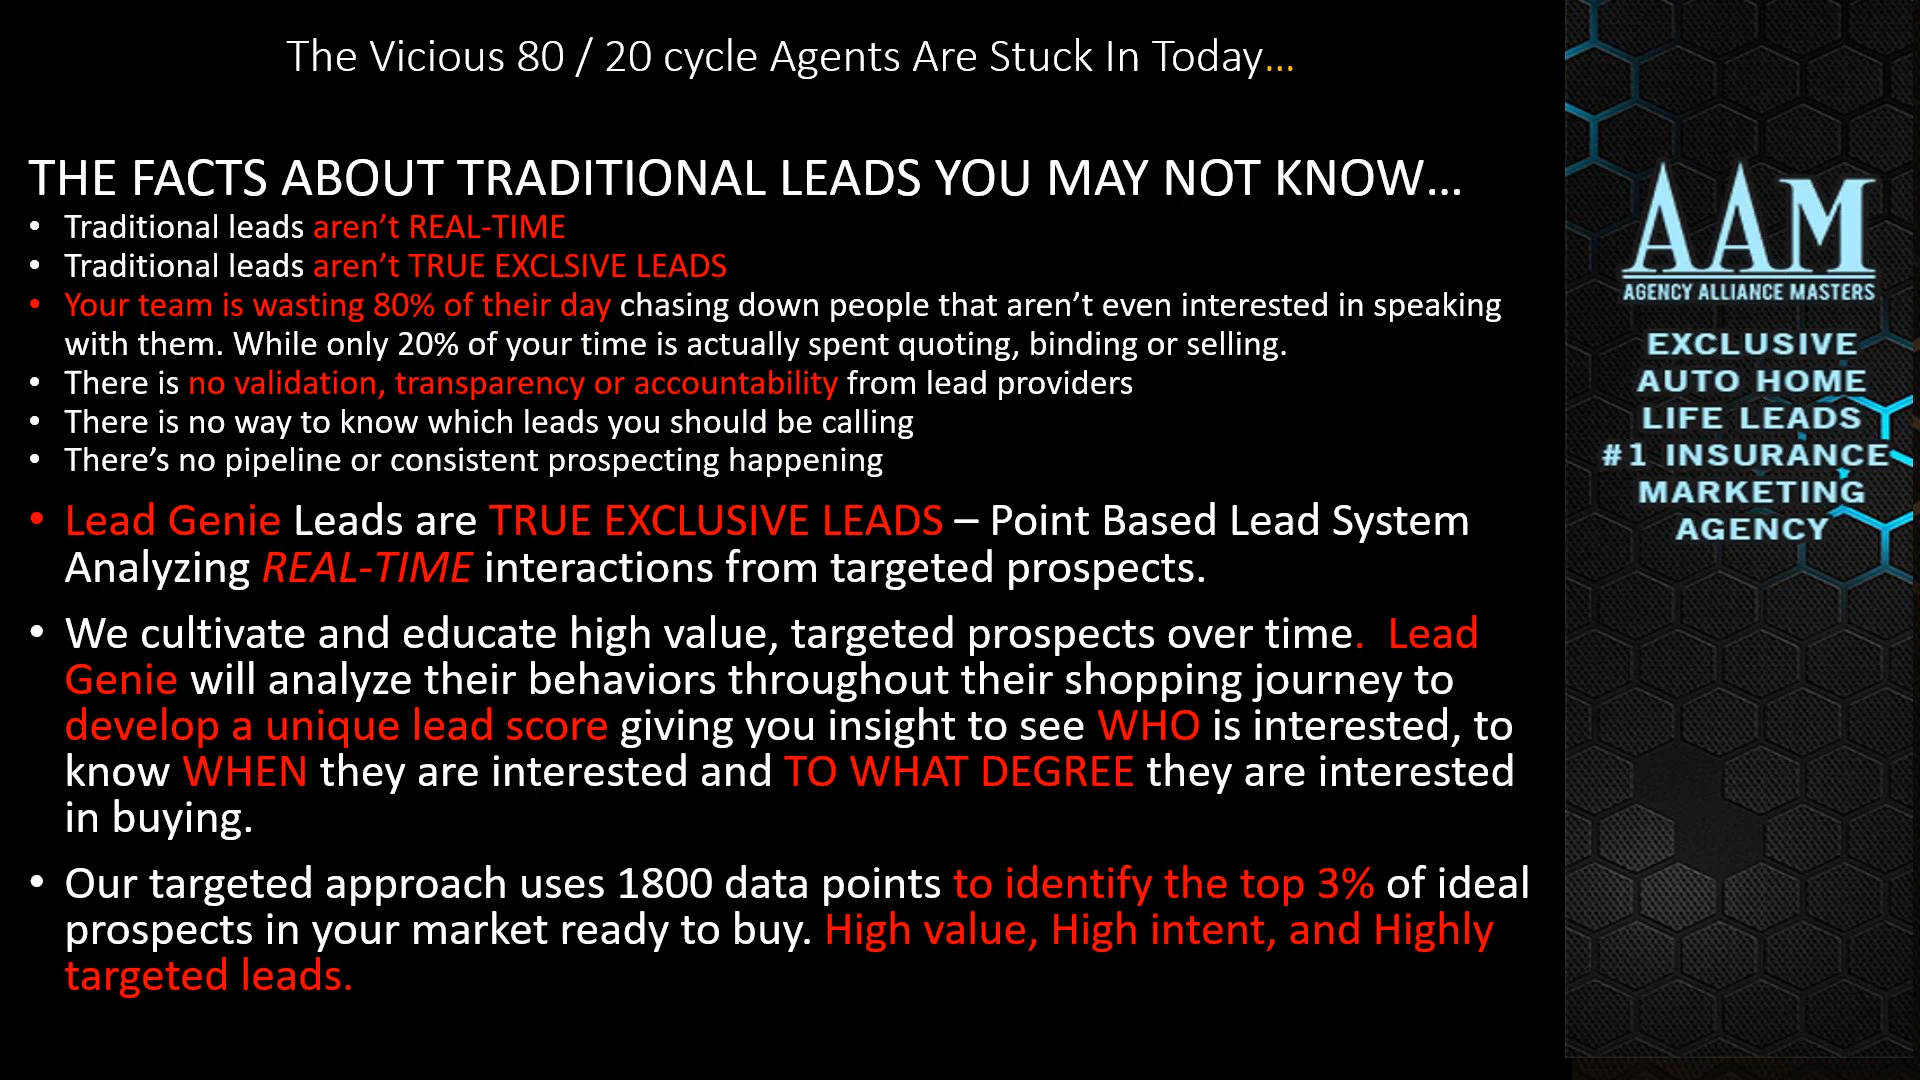 The Vicious 80 / 20 cycle Agents Are Stuck In Today...
THE FACTS ABOUT TRADITIONAL LEADS YOU MAY NOT KNOW...
• Traditional leads aren't REAL-TIME
• Traditional leads aren't TRUE EXCLSIVE LEADS
• Your team is wasting 80% of their day chasing down people that aren't even interested in speaking
with them. While only 20% of your time is actually spent quoting, binding or selling.
• There is no validation, transparency or accountability from lead providers
• There is no way to know which leads you should be calling
• There's no pipeline or consistent prospecting happening
• Lead Genie Leads are TRUE EXCLUSIVE LEADS – Point Based Lead System
Analyzing REAL-TIME interactions from targeted prospects.
• We cultivate and educate high value, targeted prospects over time. Lead
Genie will analyze their behaviors throughout their shopping journey to
develop a unique lead score giving you insight to see WHO is interested, to
know WHEN they are interested and TO WHAT DEGREE they are interested
in buying.
• Our targeted approach uses 1800 data points to identify the top 3% of ideal
prospects in your market ready to buy. High value, High intent, and Highly
targeted leads.
AAM
AGENCY ALLIANCE MASTERS
EXCLUSIVE
AUTO HOME
LIFE LEADS
#1 INSURANCE
MARKETING
AGENCY